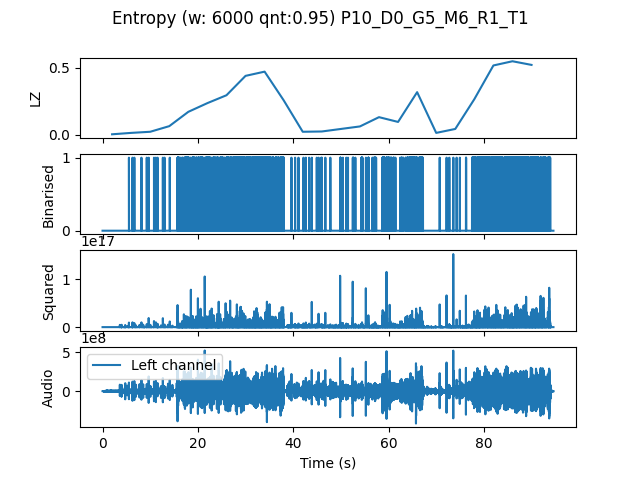 Entropy (w: 6000 qnt:0.95) P10_D0_G5_M6_R1_T1
0.5
0.0
LZ
1
0
Binarised
1e17
1
0
Squared
1e8
5
0
Audio
Left channel
0 20 40 60 80
Time (s)